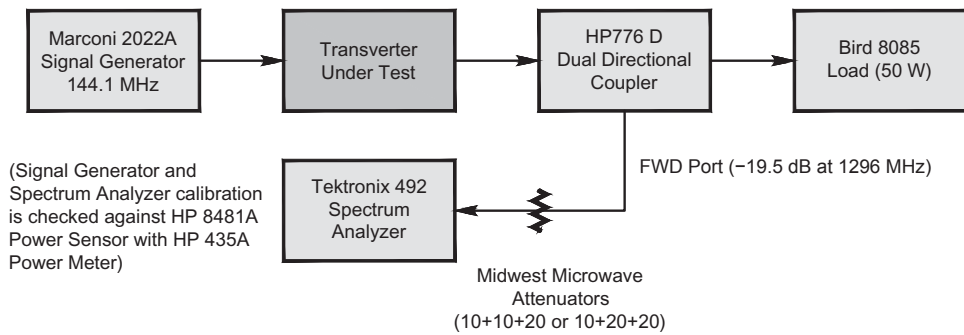 Marconi 2022A
Signal Generator
144.1 MHz
Transverter
Under Test
HP776 D
Dual Directional
Coupler
Bird 8085
Load (50 W)
(Signal Generator and
Spectrum Analyzer calibration
is checked against HP 8481A
Power Sensor with HP 435A
Power Meter)
Tektronix 492
Spectrum
Analyzer
FWD Port (−19.5 dB at 1296 MHz)
Midwest Microwave
Attenuators
(10+10+20 or 10+20+20)